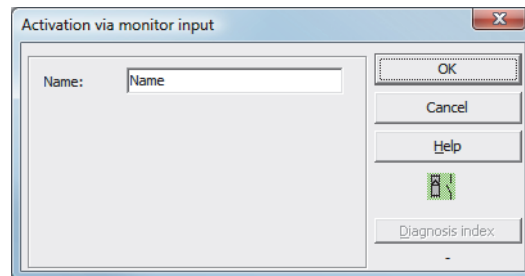 Activation via monitor input
Name:
Name
OK
Cancel
Help
Diagnosis index
-